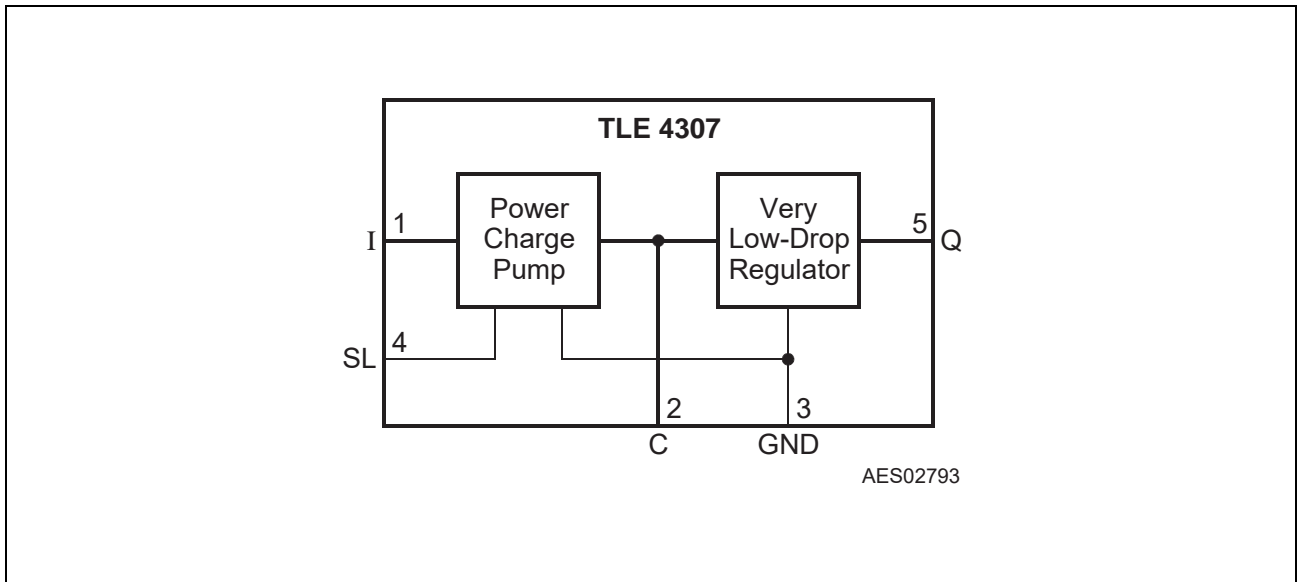 TLE 4307
Power
Charge
Pump
Very
Low-Drop
Regulator
I
1
5
Q
SL
4
2
3
C
GND
AES02793